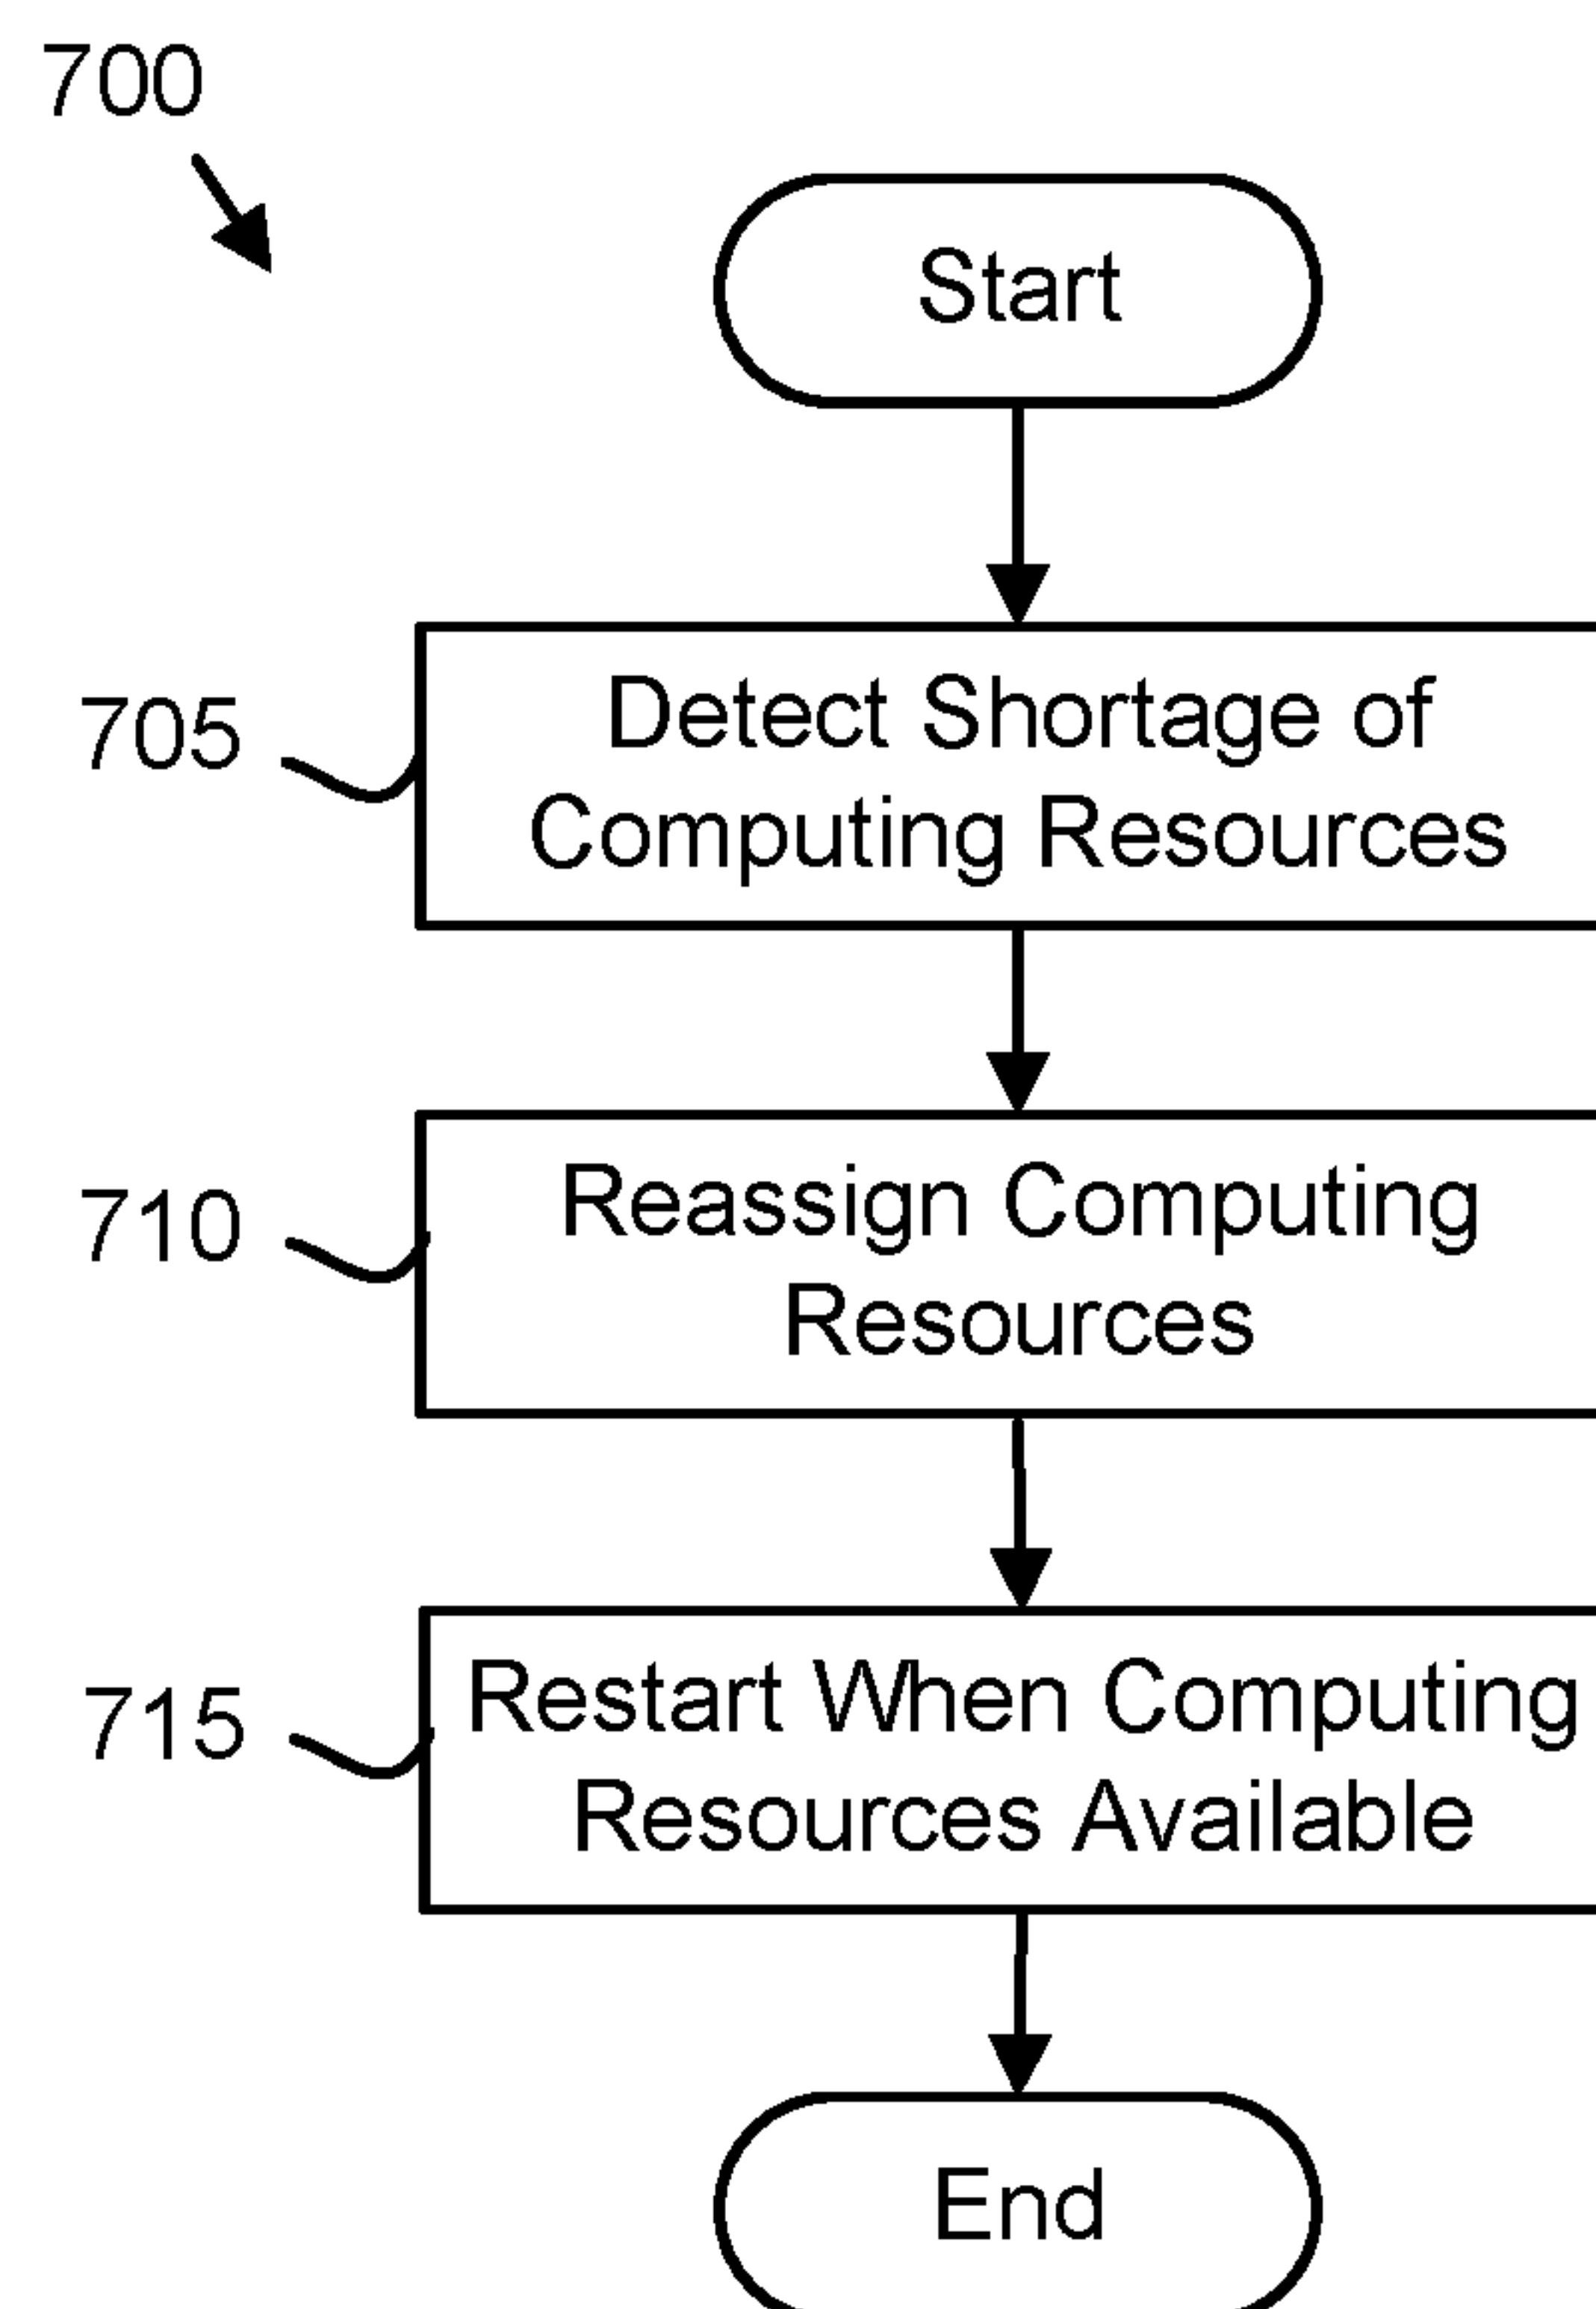 700
Start
705
Detect Shortage of
Computing Resources
710
Reassign Computing
Resources
715
Restart When Computing
Resources Available
End